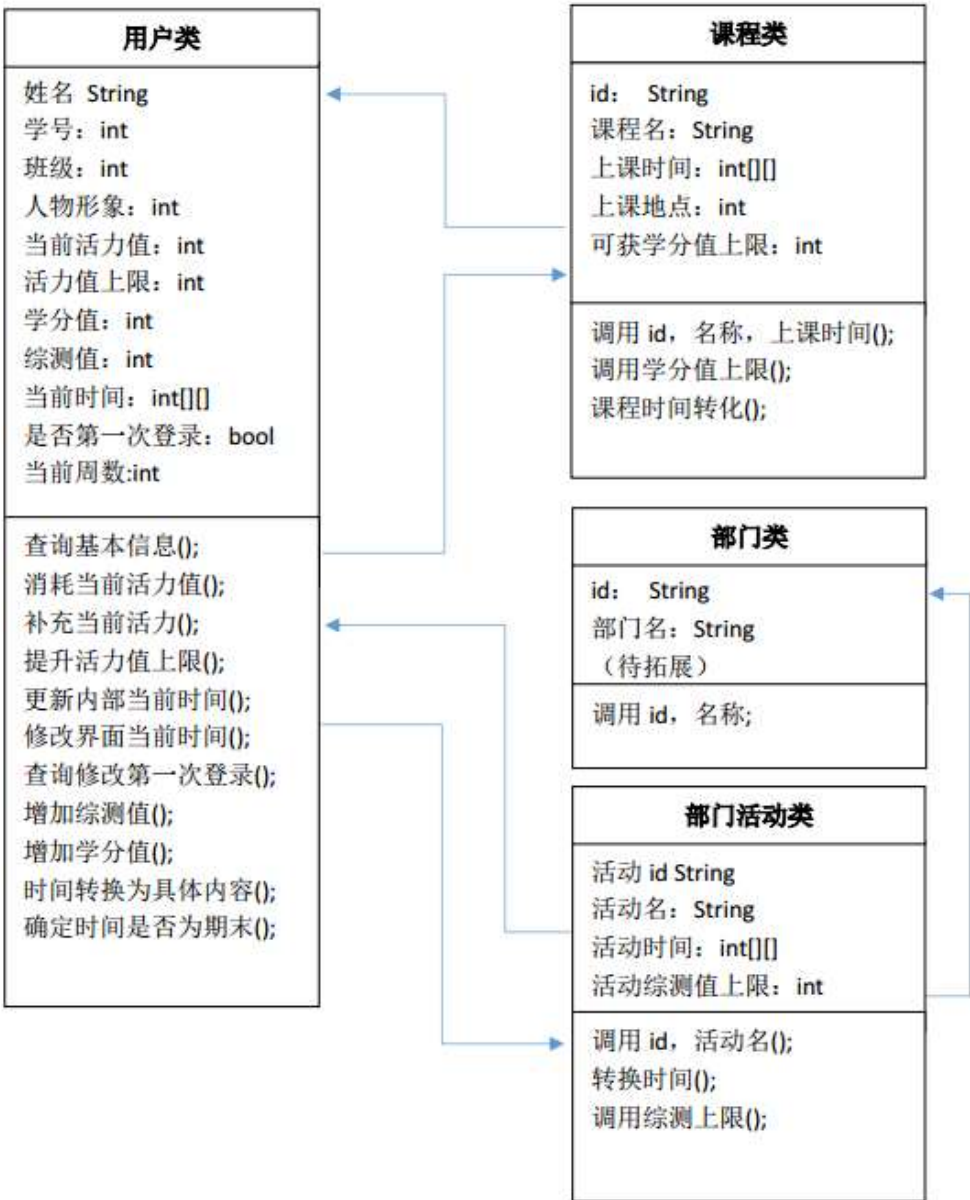 用户类
姓名 String
学号：int
班级：int
人物形象：int
当前活力值：int
活力值上限：int
学分值：int
综测值：int
当前时间：int[][]
是否第一次登录：bool
当前周数:int
查询基本信息();
消耗当前活力值();
补充当前活力();
提升活力值上限();
更新内部当前时间();
修改界面当前时间();
查询修改第一次登录();
增加综测值();
增加学分值();
时间转换为具体内容();
确定时间是否为期末();
课程类
id： String
课程名：String
上课时间：int[][]
上课地点：int
可获学分值上限：int
调用 id，名称，上课时间();
调用学分值上限();
课程时间转化();
部门类
id： String
部门名：String
（待拓展）
调用 id，名称;
部门活动类
活动 id String
活动名：String
活动时间：int[][]
活动综测值上限：int
调用 id，活动名();
转换时间();
调用综测上限();